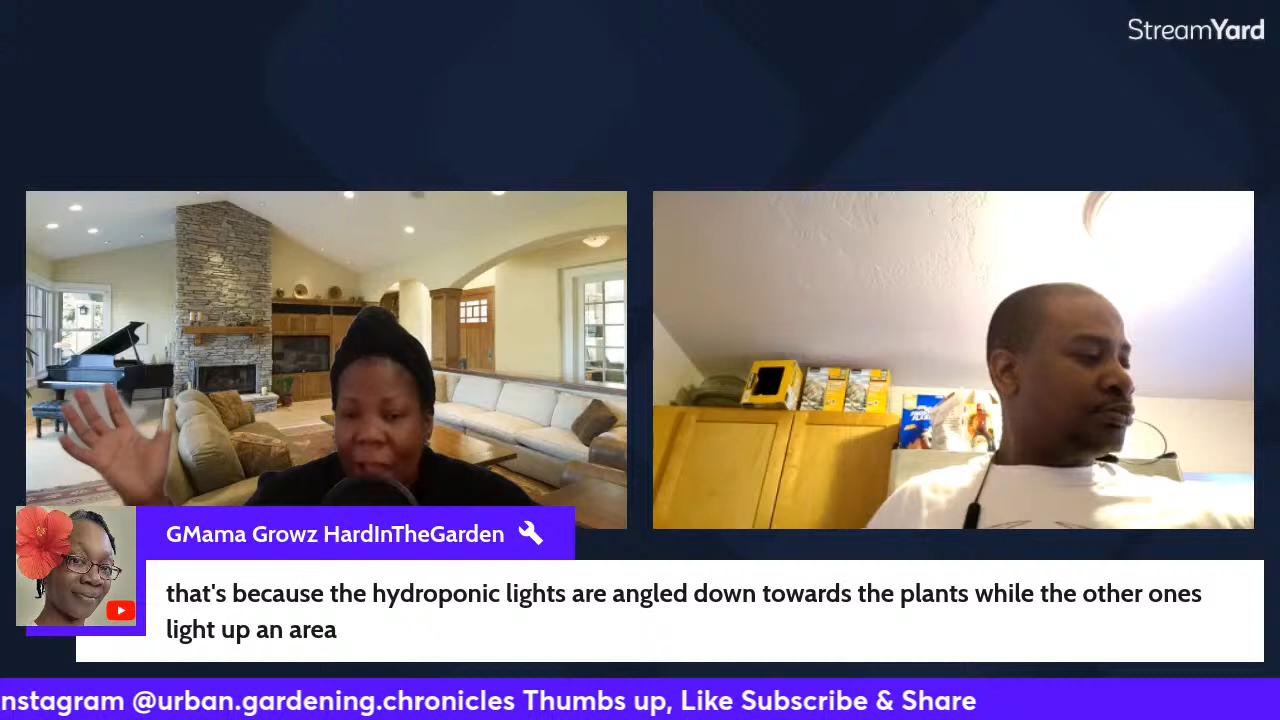 StreamYard
GMama Growz HardInTheGarden
that's because the hydroponic lights are angled down towards the plants while the other ones
light up an area
nstagram @urban.gardening.chronicles Thumbs up, Like Subscribe & Share